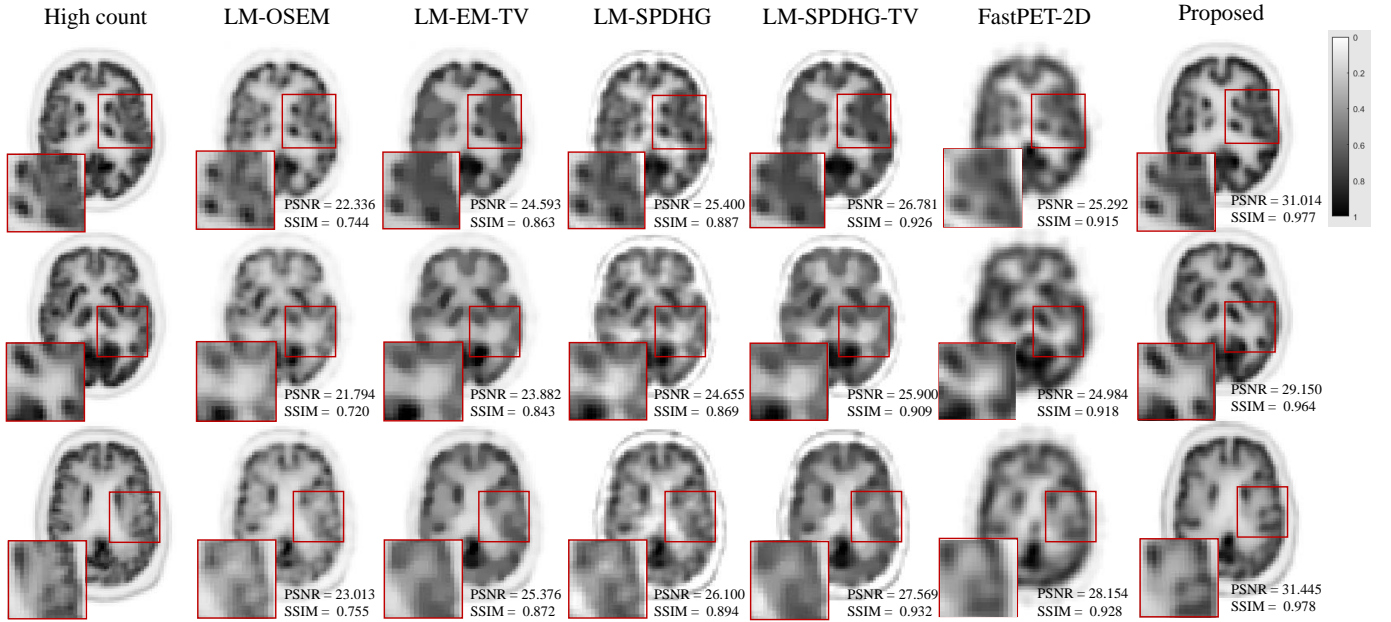 High count LM-OSEM LM-EM-TV LM-SPDHG LM-SPDHG-TV FastPET-2D Proposed
0
0.2
0.4
0.6
0.8
1
PSNR = 22.336 PSNR = 24.593 PSNR = 25.400 PSNR = 26.781 PSNR = 25.292 PSNR = 31.014
SSIM = 0.744 SSIM = 0.863 SSIM = 0.887 SSIM = 0.926 SSIM = 0.915 SSIM = 0.977
PSNR = 21.794 PSNR = 23.882 PSNR = 24.655 PSNR = 25.900 PSNR = 24.984 PSNR = 29.150
SSIM = 0.720 SSIM = 0.843 SSIM = 0.869 SSIM = 0.909 SSIM = 0.918 SSIM = 0.964
PSNR = 23.013 PSNR = 25.376 PSNR = 26.100 PSNR = 27.569 PSNR = 28.154 PSNR = 31.445
SSIM = 0.755 SSIM = 0.872 SSIM = 0.894 SSIM = 0.932 SSIM = 0.928 SSIM = 0.978